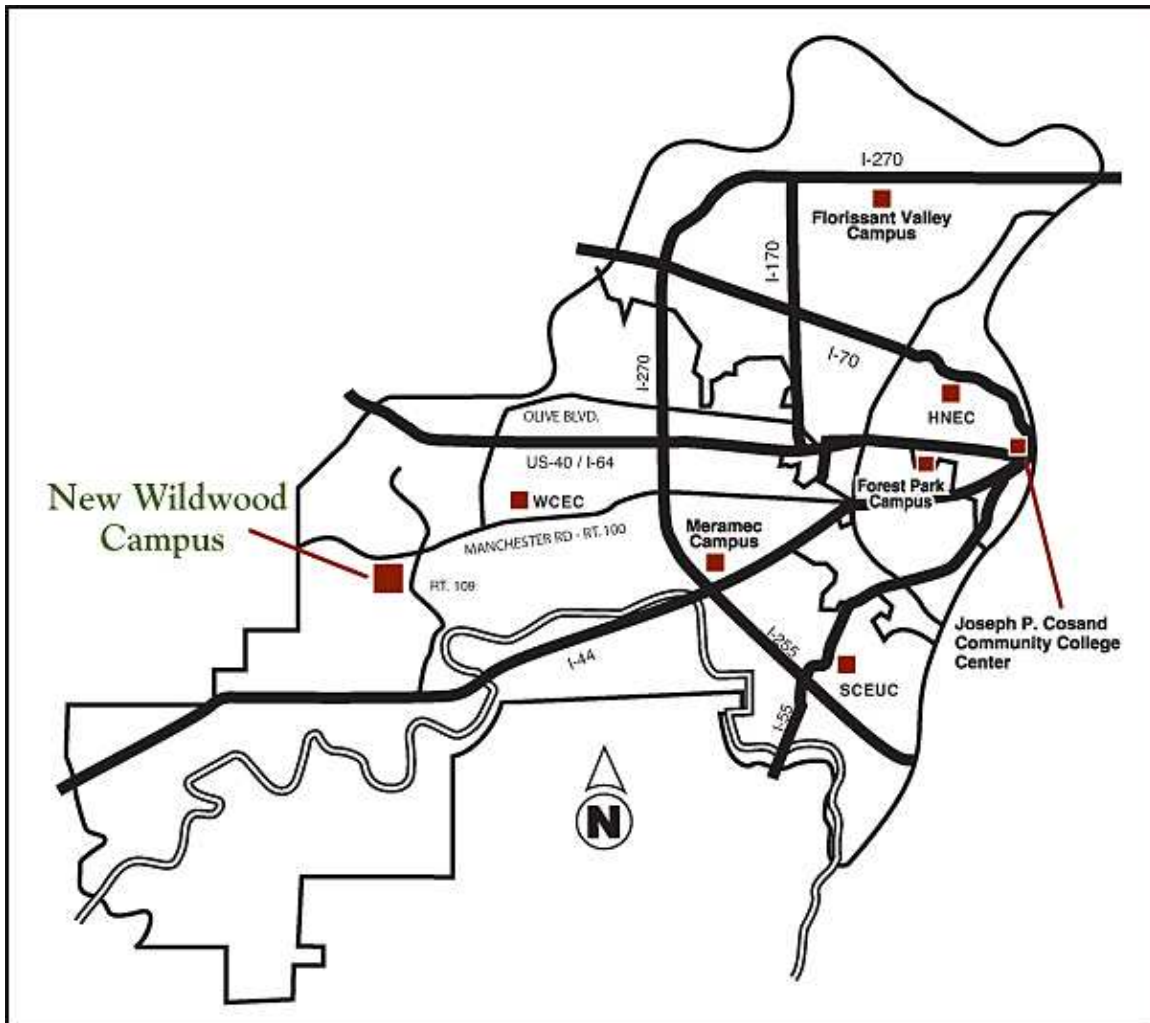 I-270
Florissant Valley
Campus
I-170
I-70
I-270
HNEC
OLIVE BLVD.
US-40 / I-64
Forest Park
Campus
New Wildwood
Campus
WCEC
MANCHESTER RD - RT. 100
Meramec
Campus
RT. 109
Joseph P. Cosand
Community College
Center
I-255
I-44
SCEUC
I-55
N